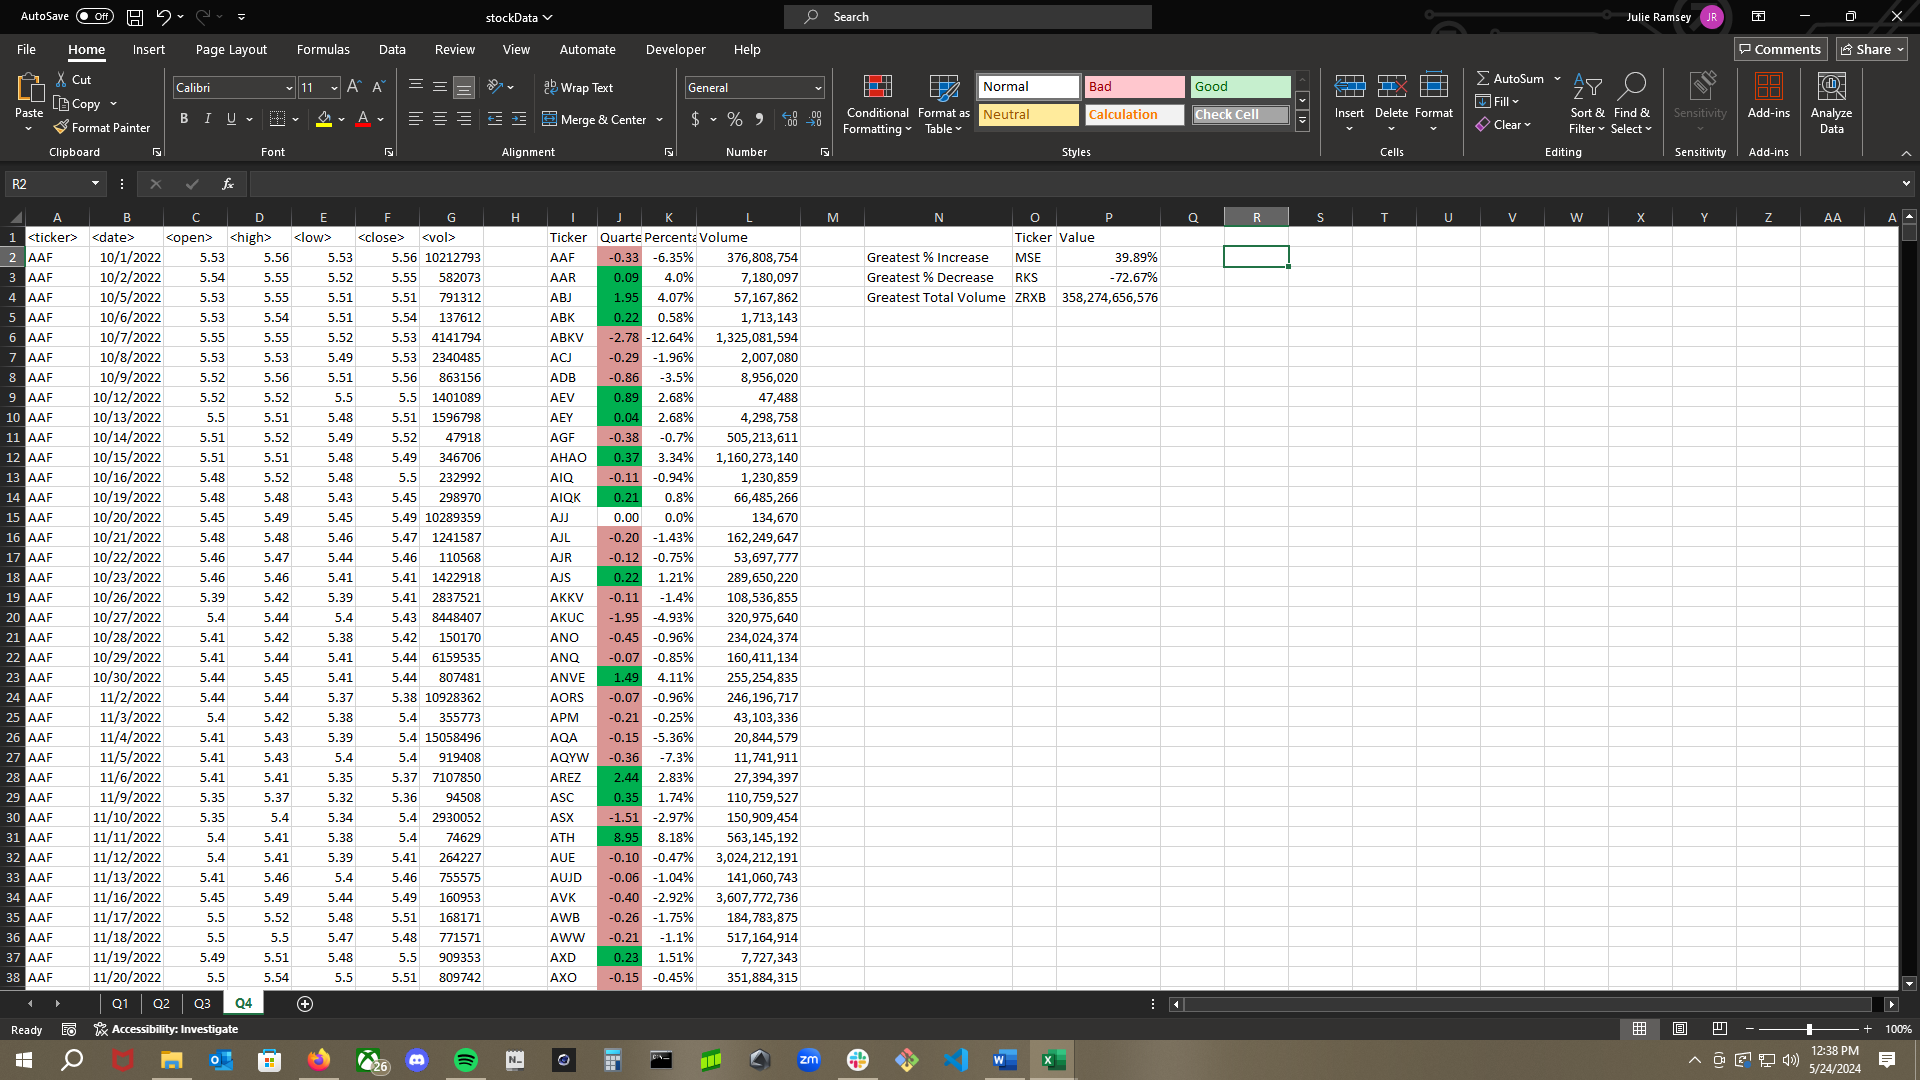 AutoSave Off stockData Search Julie Ramsey JR
File Home Insert Page Layout Formulas Data Review View Automate Developer Help Comments Share
Paste Cut Copy Format Painter Clipboard
Calibri 11 B I U Font
Wrap Text Merge & Center Alignment
General $ % 9 Number
Conditional Formatting Format as Table Normal Bad Good Neutral Calculation Check Cell Styles
Insert Delete Format Cells
AutoSum Fill Clear Sort & Filter Find & Select Editing
Sensitivity Sensitivity Add-ins Add-ins Analyze Data
R2 fx
A B C D E F G H I J K L M N O P Q R S T U V W X Y Z AA A
1 <ticker> <date> <open> <high> <low> <close> <vol> Ticker Quarte Percenta Volume Ticker Value
2 AAF 10/1/2022 5.53 5.56 5.53 5.56 10212793 AAF -0.33 -6.35% 376,808,754 Greatest % Increase MSE 39.89%
3 AAF 10/2/2022 5.54 5.55 5.52 5.55 582073 AAR 0.09 4.0% 7,180,097 Greatest % Decrease RKS -72.67%
4 AAF 10/5/2022 5.53 5.55 5.51 5.51 791312 ABJ 1.95 4.07% 57,167,862 Greatest Total Volume ZRXB 358,274,656,576
5 AAF 10/6/2022 5.53 5.54 5.51 5.54 137612 ABK 0.22 0.58% 1,713,143
6 AAF 10/7/2022 5.55 5.55 5.52 5.53 4141794 ABKV -2.78 -12.64% 1,325,081,594
7 AAF 10/8/2022 5.53 5.53 5.49 5.53 2340485 ACJ -0.29 -1.96% 2,007,080
8 AAF 10/9/2022 5.52 5.56 5.51 5.56 863156 ADB -0.86 -3.5% 8,956,020
9 AAF 10/12/2022 5.52 5.52 5.5 5.5 1401089 AEV 0.89 2.68% 47,488
10 AAF 10/13/2022 5.5 5.51 5.48 5.51 1596798 AEY 0.04 2.68% 4,298,758
11 AAF 10/14/2022 5.51 5.52 5.49 5.52 47918 AGF -0.38 -0.7% 505,213,611
12 AAF 10/15/2022 5.51 5.51 5.48 5.49 346706 AHAO 0.37 3.34% 1,160,273,140
13 AAF 10/16/2022 5.48 5.52 5.48 5.5 232992 AIQ -0.11 -0.94% 1,230,859
14 AAF 10/19/2022 5.48 5.48 5.43 5.45 298970 AIQK 0.21 0.8% 66,485,266
15 AAF 10/20/2022 5.45 5.49 5.45 5.49 10289359 AJJ 0.00 0.0% 134,670
16 AAF 10/21/2022 5.48 5.48 5.46 5.47 1241587 AJL -0.20 -1.43% 162,249,647
17 AAF 10/22/2022 5.46 5.47 5.44 5.46 110568 AJR -0.12 -0.75% 53,697,777
18 AAF 10/23/2022 5.46 5.46 5.41 5.41 1422918 AJS 0.22 1.21% 289,650,220
19 AAF 10/26/2022 5.39 5.42 5.39 5.41 2837521 AKKV -0.11 -1.4% 108,536,855
20 AAF 10/27/2022 5.4 5.44 5.4 5.43 8448407 AKUC -1.95 -4.93% 320,975,640
21 AAF 10/28/2022 5.41 5.42 5.38 5.42 150170 ANO -0.45 -0.96% 234,024,374
22 AAF 10/29/2022 5.41 5.44 5.41 5.44 6159535 ANQ -0.07 -0.85% 160,411,134
23 AAF 10/30/2022 5.44 5.45 5.41 5.44 807481 ANVE 1.49 4.11% 255,254,835
24 AAF 11/2/2022 5.44 5.44 5.37 5.38 10928362 AORS -0.07 -0.96% 246,196,717
25 AAF 11/3/2022 5.4 5.42 5.38 5.4 355773 APM -0.21 -0.25% 43,103,336
26 AAF 11/4/2022 5.41 5.43 5.39 5.4 15058496 AQA -0.15 -5.36% 20,844,579
27 AAF 11/5/2022 5.41 5.43 5.4 5.4 919408 AQYW -0.36 -7.3% 11,741,911
28 AAF 11/6/2022 5.41 5.41 5.35 5.37 7107850 AREZ 2.44 2.83% 27,394,397
29 AAF 11/9/2022 5.35 5.37 5.32 5.36 94508 ASC 0.35 1.74% 110,759,527
30 AAF 11/10/2022 5.35 5.4 5.34 5.4 2930052 ASX -1.51 -2.97% 150,909,454
31 AAF 11/11/2022 5.4 5.41 5.38 5.4 74629 ATH 8.95 8.18% 563,145,192
32 AAF 11/12/2022 5.4 5.41 5.39 5.41 264227 AUE -0.10 -0.47% 3,024,212,191
33 AAF 11/13/2022 5.41 5.46 5.4 5.46 755575 AUJD -0.06 -1.04% 141,060,743
34 AAF 11/16/2022 5.45 5.49 5.44 5.49 160953 AVK -0.40 -2.92% 3,607,772,736
35 AAF 11/17/2022 5.5 5.52 5.48 5.51 168171 AWB -0.26 -1.75% 184,783,875
36 AAF 11/18/2022 5.5 5.5 5.47 5.48 771571 AWW -0.21 -1.1% 517,164,914
37 AAF 11/19/2022 5.49 5.51 5.48 5.5 909353 AXD 0.23 1.51% 7,727,343
38 AAF 11/20/2022 5.5 5.54 5.5 5.51 809742 AXO -0.15 -0.45% 351,884,315
Q1 Q2 Q3 Q4
Ready Accessibility: Investigate 100%
26 zm 12:38 PM
5/24/2024